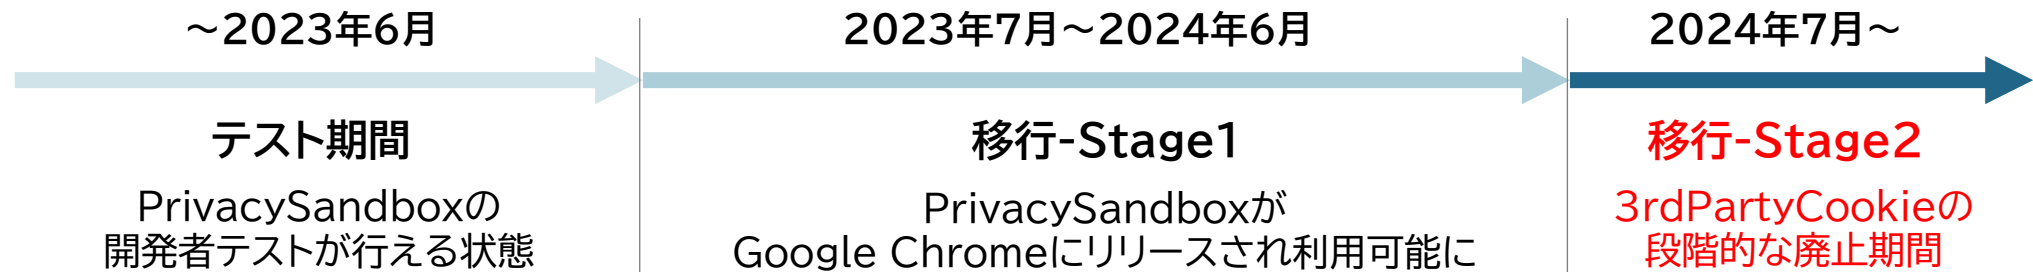 ～2023年6月
テスト期間
PrivacySandboxの
開発者テストが行える状態
2023年7月～2024年6月
移行-Stage1
PrivacySandboxが
Google Chromeにリリースされ利用可能に
2024年7月～
移行-Stage2
3rdPartyCookieの
段階的な廃止期間